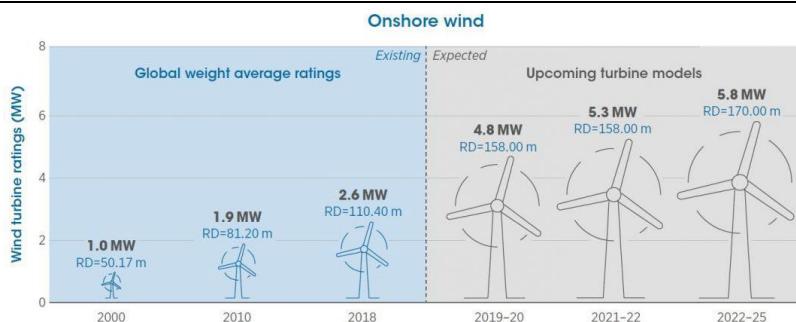 Onshore wind
Wind turbine ratings (MW)
8
6
4
2
0
Existing
Expected
Global weight average ratings
Upcoming turbine models
1.0 MW
RD=50.17 m
1.9 MW
RD=81.20 m
2.6 MW
RD=110.40 m
4.8 MW
RD=158.00 m
5.3 MW
RD=158.00 m
5.8 MW
RD=170.00 m
2000
2010
2018
2019-20
2021-22
2022-25